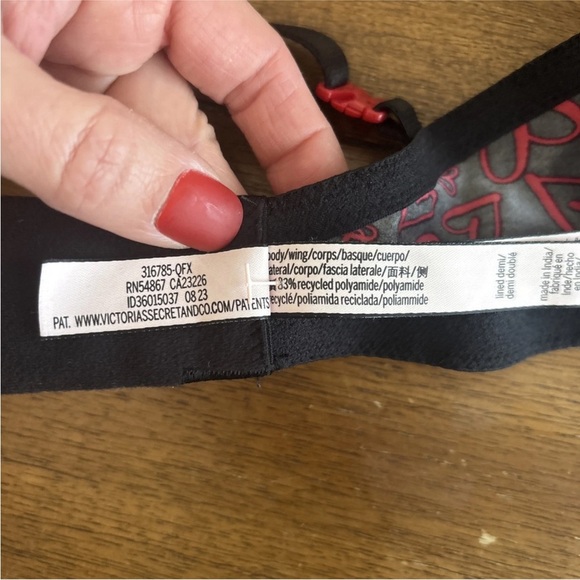 316785-QFX
RN54867 CA23226
ID36015037 08 23
PAT. WWW.VICTORIASSECRETANDCO.COM/PATENTS
body/wing/corps/basque/cuerpo/
lateral/corpo/fascia laterale/面料/侧
33% recycled polyamide/polyamide
recyclé/poliamida reciclada/poliammide
lined demi/
demi doublé
made in India/
fabriqué en
Inde/hecho
en